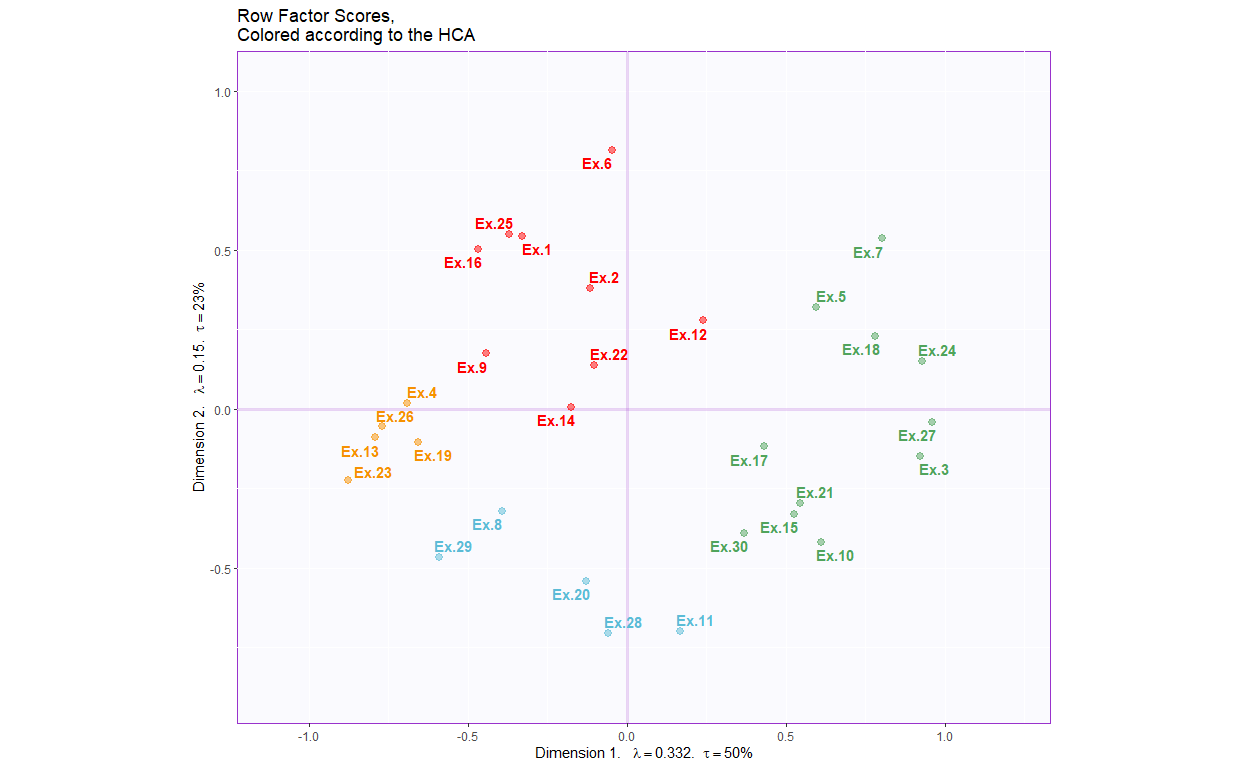 Row Factor Scores,
Colored according to the HCA
1.0
Ex.6
Ex.25
Ex.1
0.5
Ex.7
Ex.16
Ex.2
Ex.5
Ex.12
Ex.22
Ex.18
Ex.24
Ex.9
Ex.4
0.0
Ex.26
Ex.14
Ex.27
Ex.13
Ex.19
Ex.17
Ex.3
Ex.23
Ex.21
Ex.8
Ex.15
Ex.29
Ex.30
Ex.10
-0.5
Ex.20
Ex.28
Ex.11
Dimension 2. λ = 0.15. τ = 23%
-1.0 -0.5 0.0 0.5 1.0
Dimension 1. λ = 0.332. τ = 50%